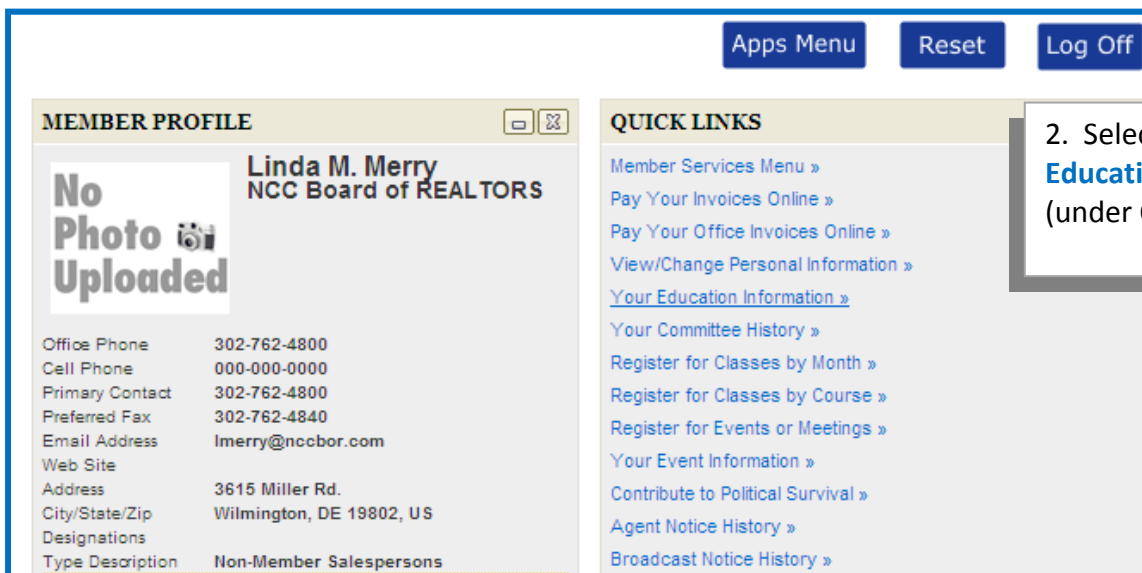 Apps Menu Reset Log Off
MEMBER PROFILE
No
Photo
Uploaded
Linda M. Merry
NCC Board of REALTORS
Office Phone 302-762-4800
Cell Phone 000-000-0000
Primary Contact 302-762-4800
Preferred Fax 302-762-4840
Email Address lmerry@nccbor.com
Web Site
Address 3615 Miller Rd.
City/State/Zip Wilmington, DE 19802, US
Designations
Type Description Non-Member Salespersons
QUICK LINKS
Member Services Menu »
Pay Your Invoices Online »
Pay Your Office Invoices Online »
View/Change Personal Information »
Your Education Information »
Your Committee History »
Register for Classes by Month »
Register for Classes by Course »
Register for Events or Meetings »
Your Event Information »
Contribute to Political Survival »
Agent Notice History »
Broadcast Notice History »
2. Selec
Educati
(under